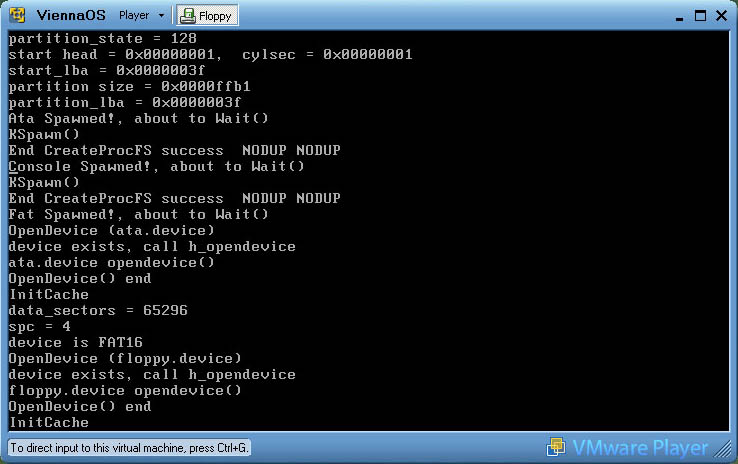 ViennaOS Player Floppy
partition_state = 128
start head = 0x00000001, cylsec = 0x00000001
start_lba = 0x0000003f
partition size = 0x0000ffb1
partition_lba = 0x0000003f
Ata Spawned!, about to Wait()
KSpawn()
End CreateProcFS success NODUP NODUP
Console Spawned!, about to Wait()
KSpawn()
End CreateProcFS success NODUP NODUP
Fat Spawned!, about to Wait()
OpenDevice (ata.device)
device exists, call h_opendevice
ata.device opendevice()
OpenDevice() end
InitCache
data_sectors = 65296
spc = 4
device is FAT16
OpenDevice (floppy.device)
device exists, call h_opendevice
floppy.device opendevice()
OpenDevice() end
InitCache
To direct input to this virtual machine, press Ctrl+G. VMware Player